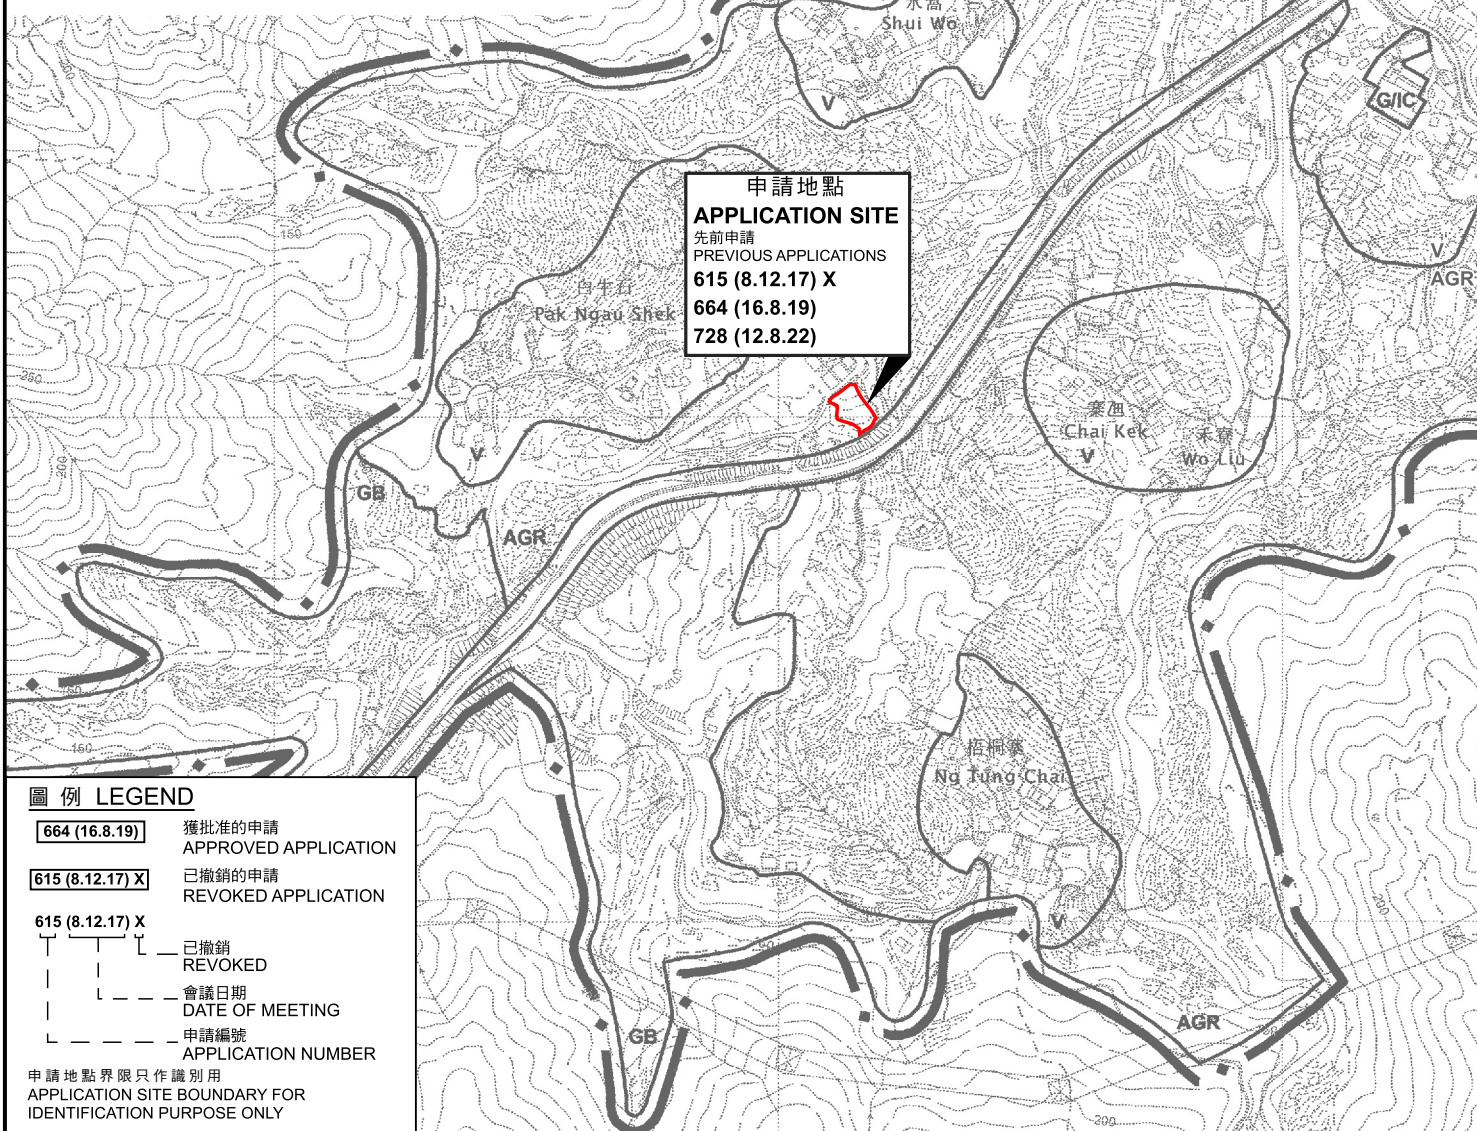 水窩
Shui Wo
V
G/IC
V
AGR
申請地點
APPLICATION SITE
先前申請
PREVIOUS APPLICATIONS
615 (8.12.17) X
664 (16.8.19)
728 (12.8.22)
150
白牛石
Pak Ngau Shek
250
200
V
GB
AGR
寨乪
Chai Kek
禾寮
Wo Liu
V
150
150
梧桐寨
Ng Tung Chai
V
GB
AGR
200
200
圖例 LEGEND
664 (16.8.19)
獲批准的申請
APPROVED APPLICATION
615 (8.12.17) X
已撤銷的申請
REVOKED APPLICATION
615 (8.12.17) X
已撤銷
REVOKED
會議日期
DATE OF MEETING
申請編號
APPLICATION NUMBER
申請地點界限只作識別用
APPLICATION SITE BOUNDARY FOR
IDENTIFICATION PURPOSE ONLY